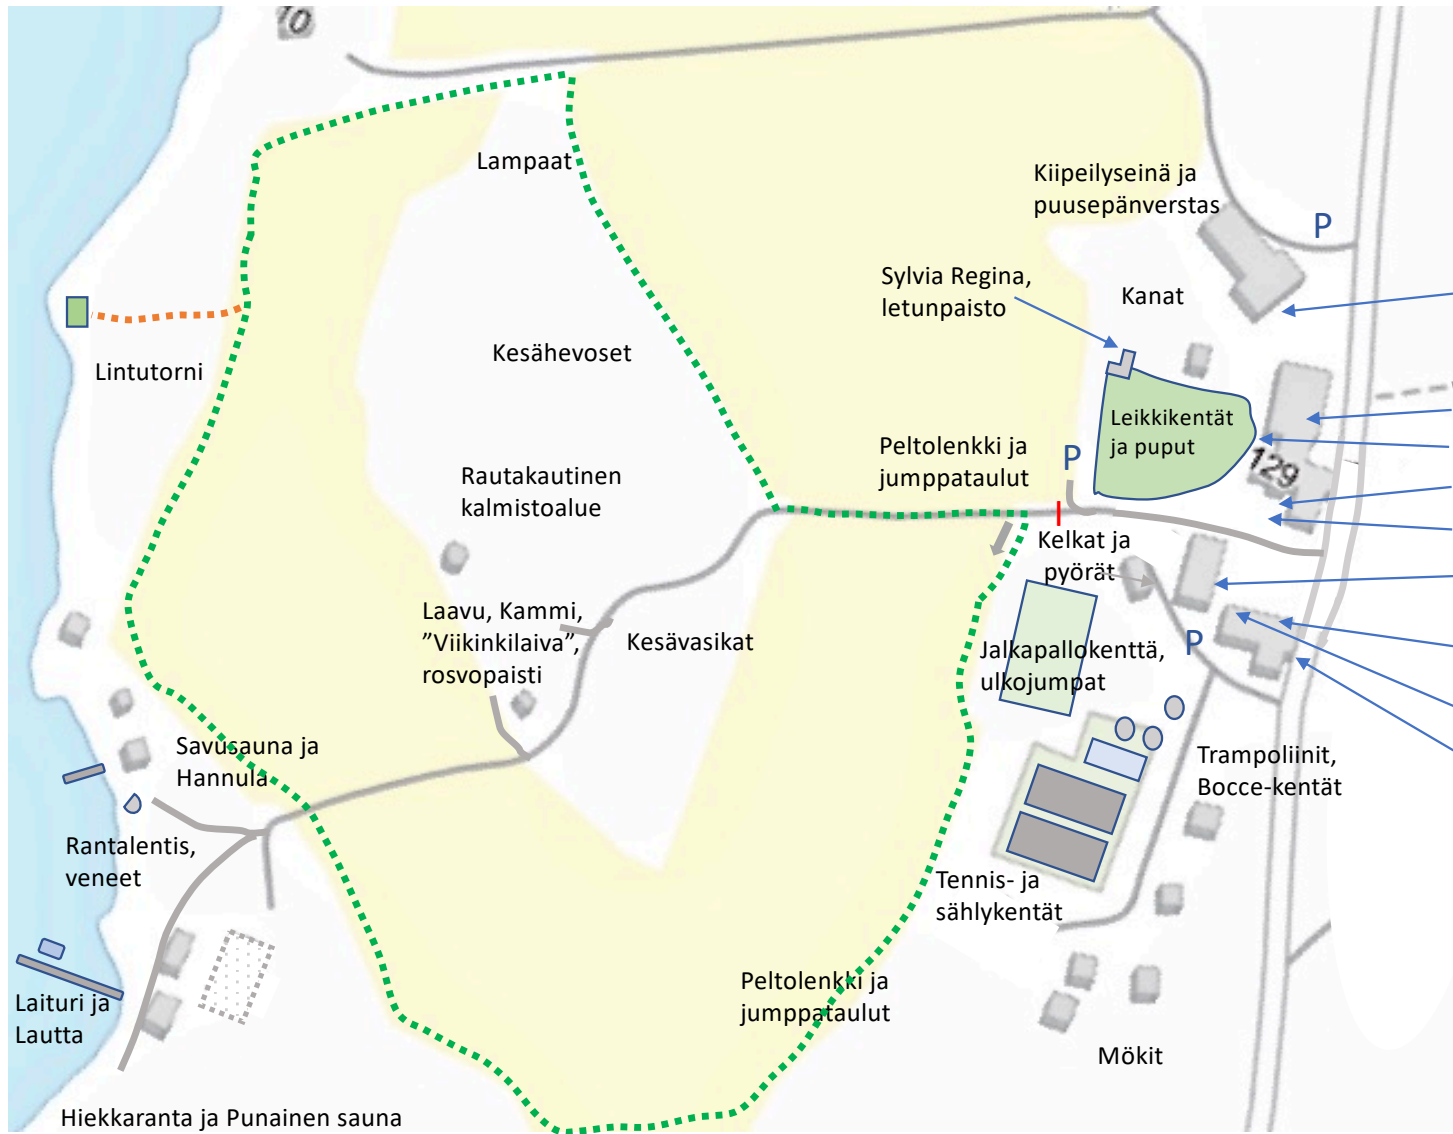 10
Lampaat
Kiipeilyseinä ja
puusepänverstas
P
Sylvia Regina,
letunpaisto
Kanat
Kesähevoset
Lintutorni
Leikkikentät
ja puput
Peltolenkki ja
jumppataulut
P
129
Rautakautinen
kalmistoalue
Kelkat ja
pyörät
Laavu, Kammi,
”Viikinkilaiva”,
rosvopaisti
Kesävasikat
Jalkapallokenttä,
ulkojumpat
P
Savusauna ja
Hannula
Trampoliinit,
Bocce-kentät
Rantalentis,
veneet
Tennis- ja
sählykentät
Peltolenkki ja
jumppataulut
Laituri ja
Lautta
Mökit
Hiekkaranta ja Punainen sauna